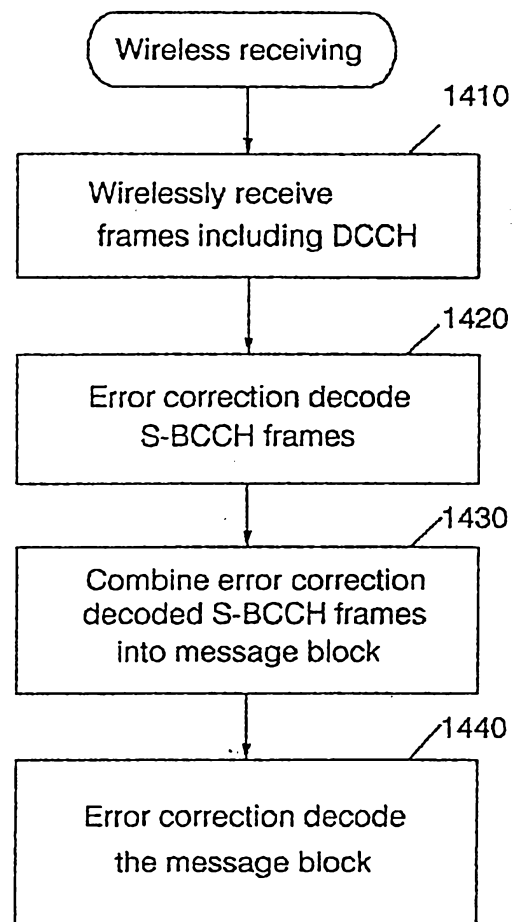 Wireless receiving
1410
Wirelessly receive
frames including DCCH
1420
Error correction decode
S-BCCH frames
1430
Combine error correction
decoded S-BCCH frames
into message block
1440
Error correction decode
the message block